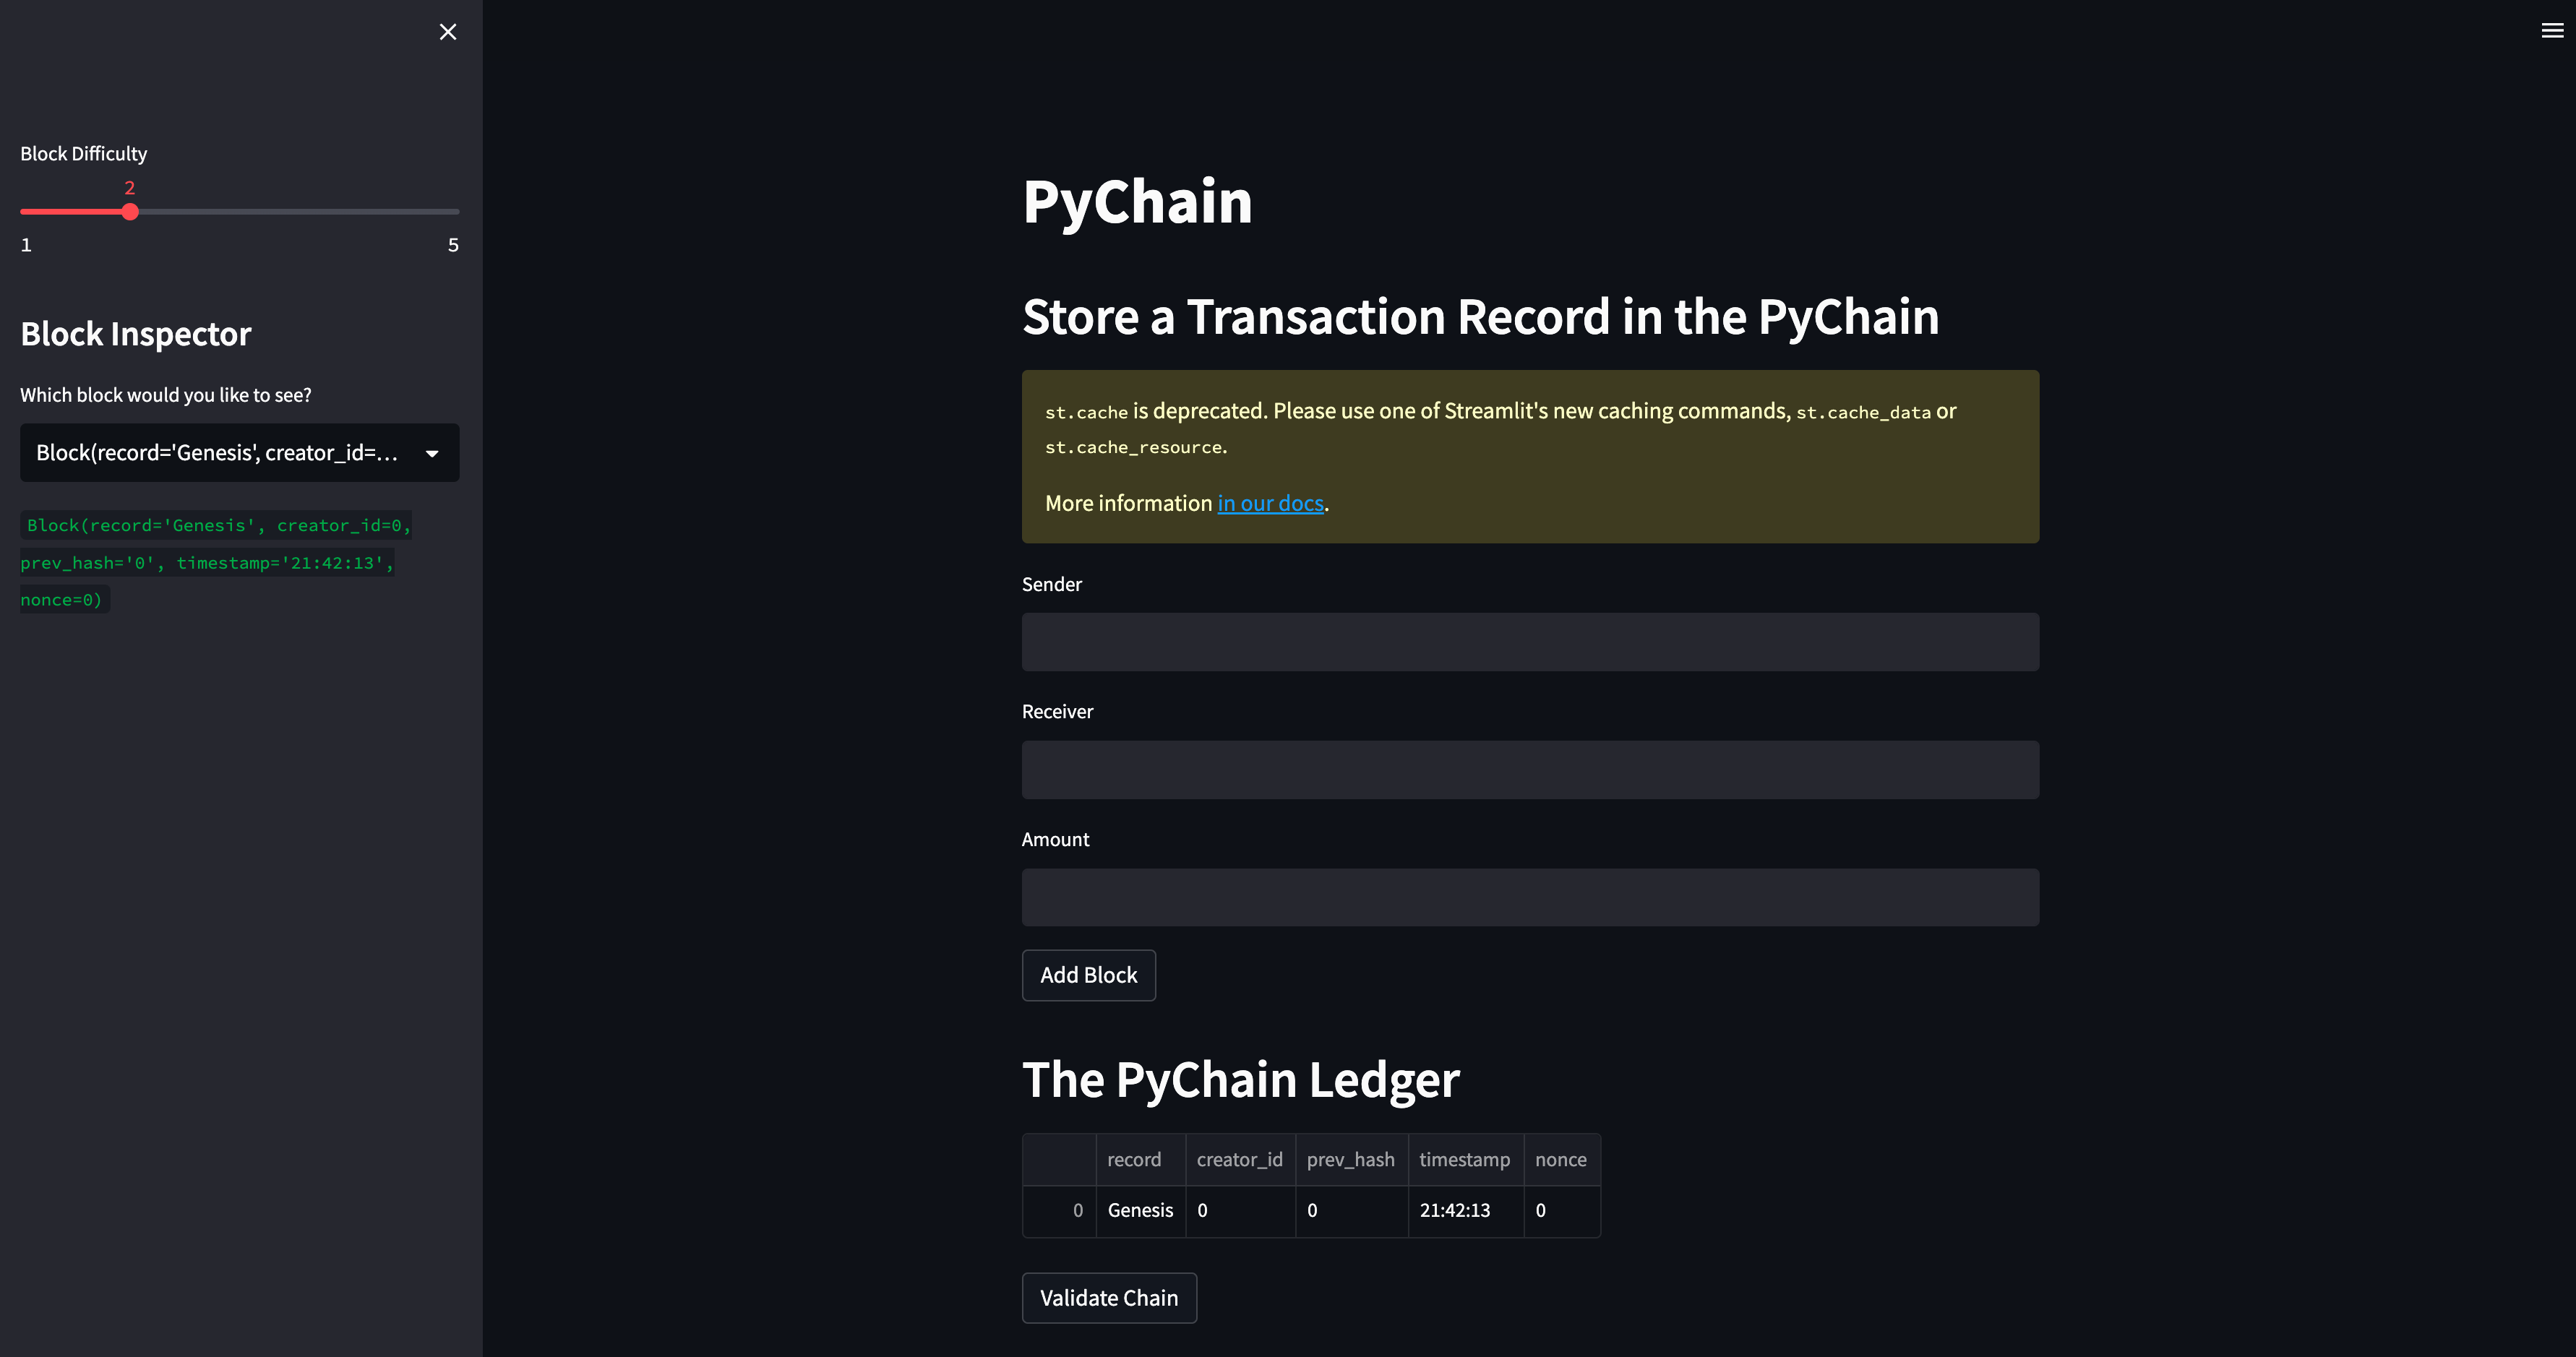 Block Difficulty
2
1 5
Block Inspector
Which block would you like to see?
Block(record='Genesis', creator_id=...
Block(record='Genesis', creator_id=0,
prev_hash='0', timestamp='21:42:13',
nonce=0)
PyChain
Store a Transaction Record in the PyChain
st.cache is deprecated. Please use one of Streamlit's new caching commands, st.cache_data or
st.cache_resource.
More information in our docs.
Sender
Receiver
Amount
Add Block
The PyChain Ledger
record creator_id prev_hash timestamp nonce
0 Genesis 0 0 21:42:13 0
Validate Chain